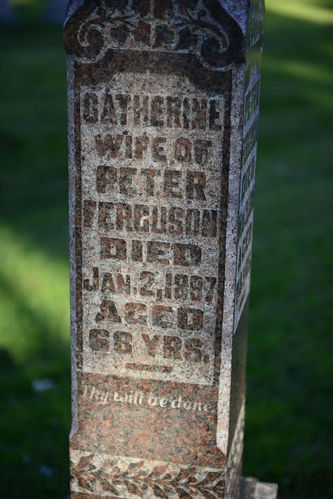 CATHERINE
WIFE OF
PETER
FERGUSON
DIED
JAN. 2, 1897
AGED
68 YRS.
Thy will be done